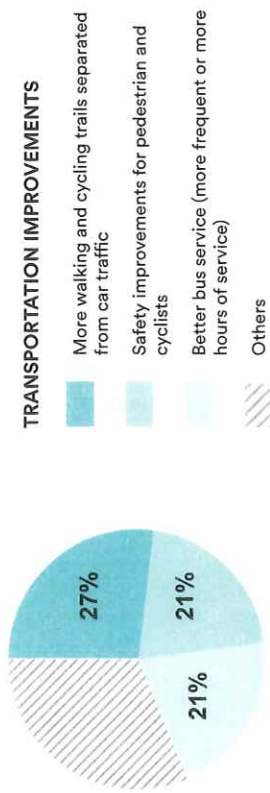 TRANSPORTATION IMPROVEMENTS
More walking and cycling trails separated
from car traffic
Safety improvements for pedestrian and
cyclists
Better bus service (more frequent or more
hours of service)
Others
27%
21%
21%